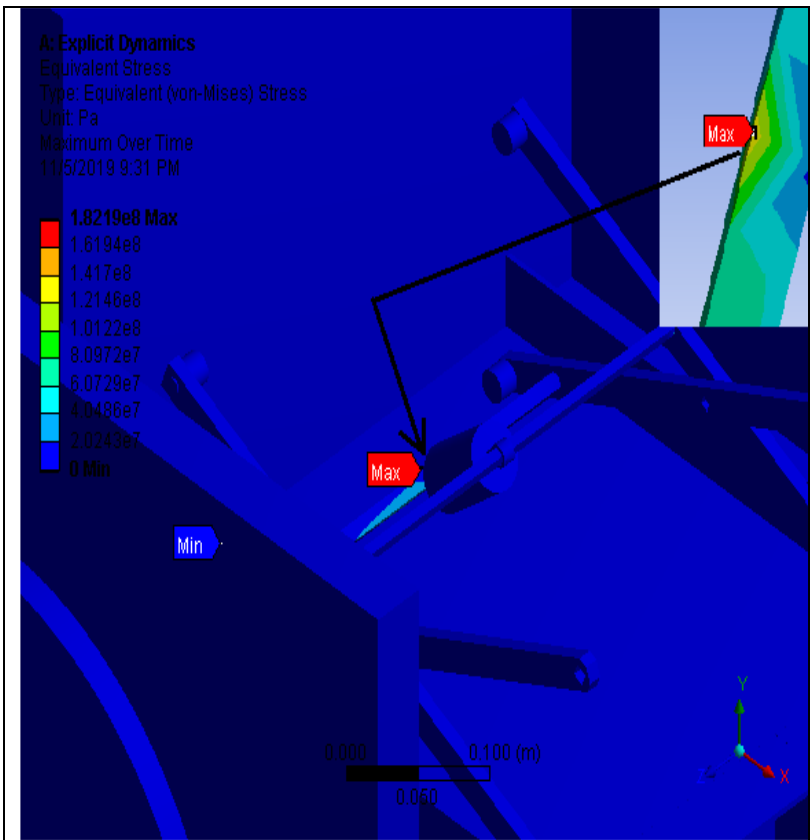 A: Explicit Dynamics
Equivalent Stress
Type: Equivalent (von-Mises) Stress
Unit: Pa
Maximum Over Time
11/5/2019 9:31 PM
1.8219e8 Max
1.6194e8
1.417e8
1.2146e8
1.0122e8
8.0972e7
6.0729e7
4.0486e7
2.0243e7
0 Min
Max
Max
Min
0.000
0.100 (m)
0.060
Y
Z
X